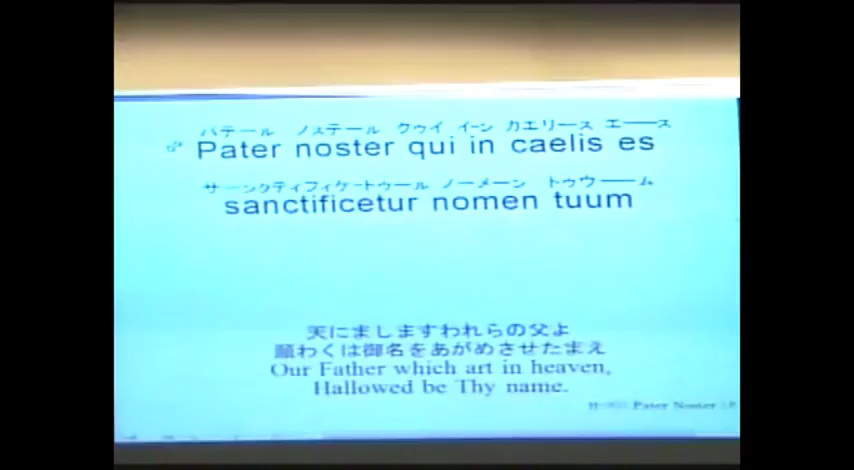 パテール ノステール クゥイ イーン カエリース エーース
Pater noster qui in caelis es
サーンクティフィケートゥール ノーメーン トゥウーーム
sanctificetur nomen tuum
天にましますわれらの父よ
願わくは御名をあがめさせたまえ
Our Father which art in heaven,
Hallowed be Thy name.
Pater Noster